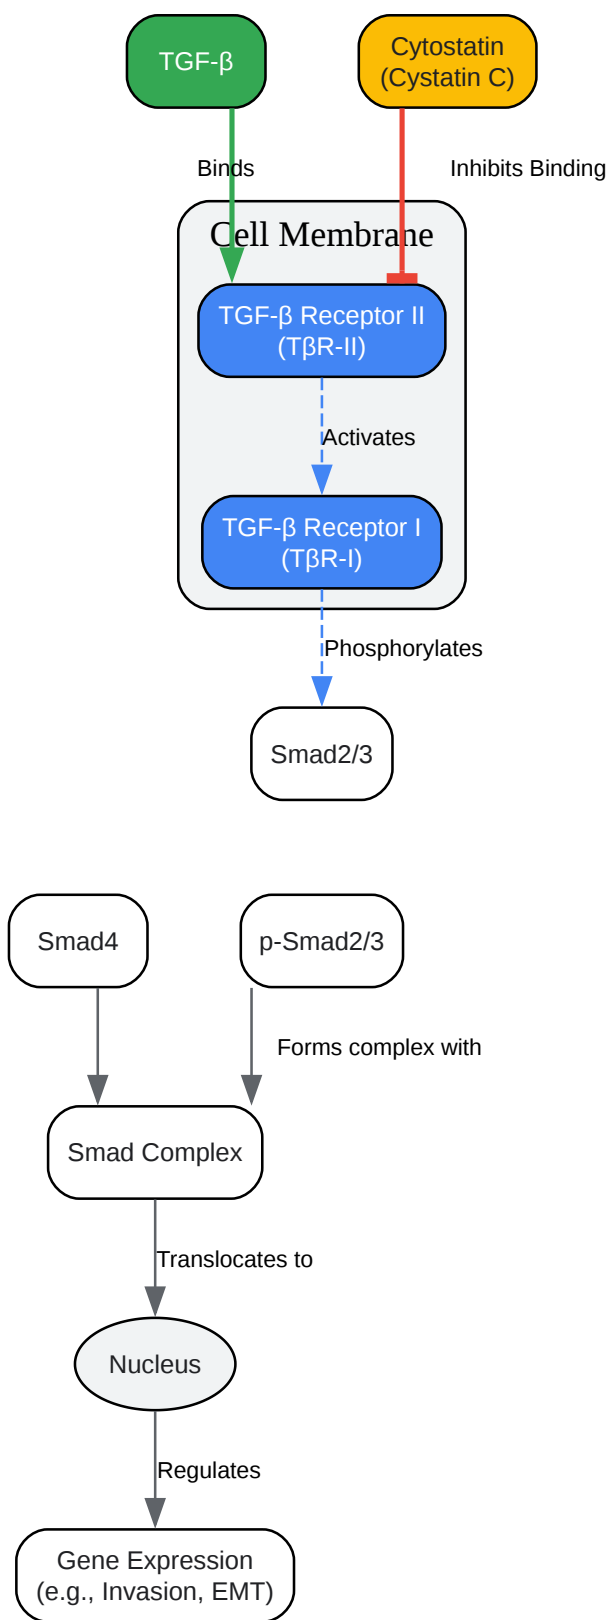 TGF-β
Cytostatin
(Cystatin C)
Binds
Inhibits Binding
Cell Membrane
TGF-β Receptor II
(TβR-II)
Activates
TGF-β Receptor I
(TβR-I)
Phosphorylates
Smad2/3
Smad4
p-Smad2/3
Forms complex with
Smad Complex
Translocates to
Nucleus
Regulates
Gene Expression
(e.g., Invasion, EMT)